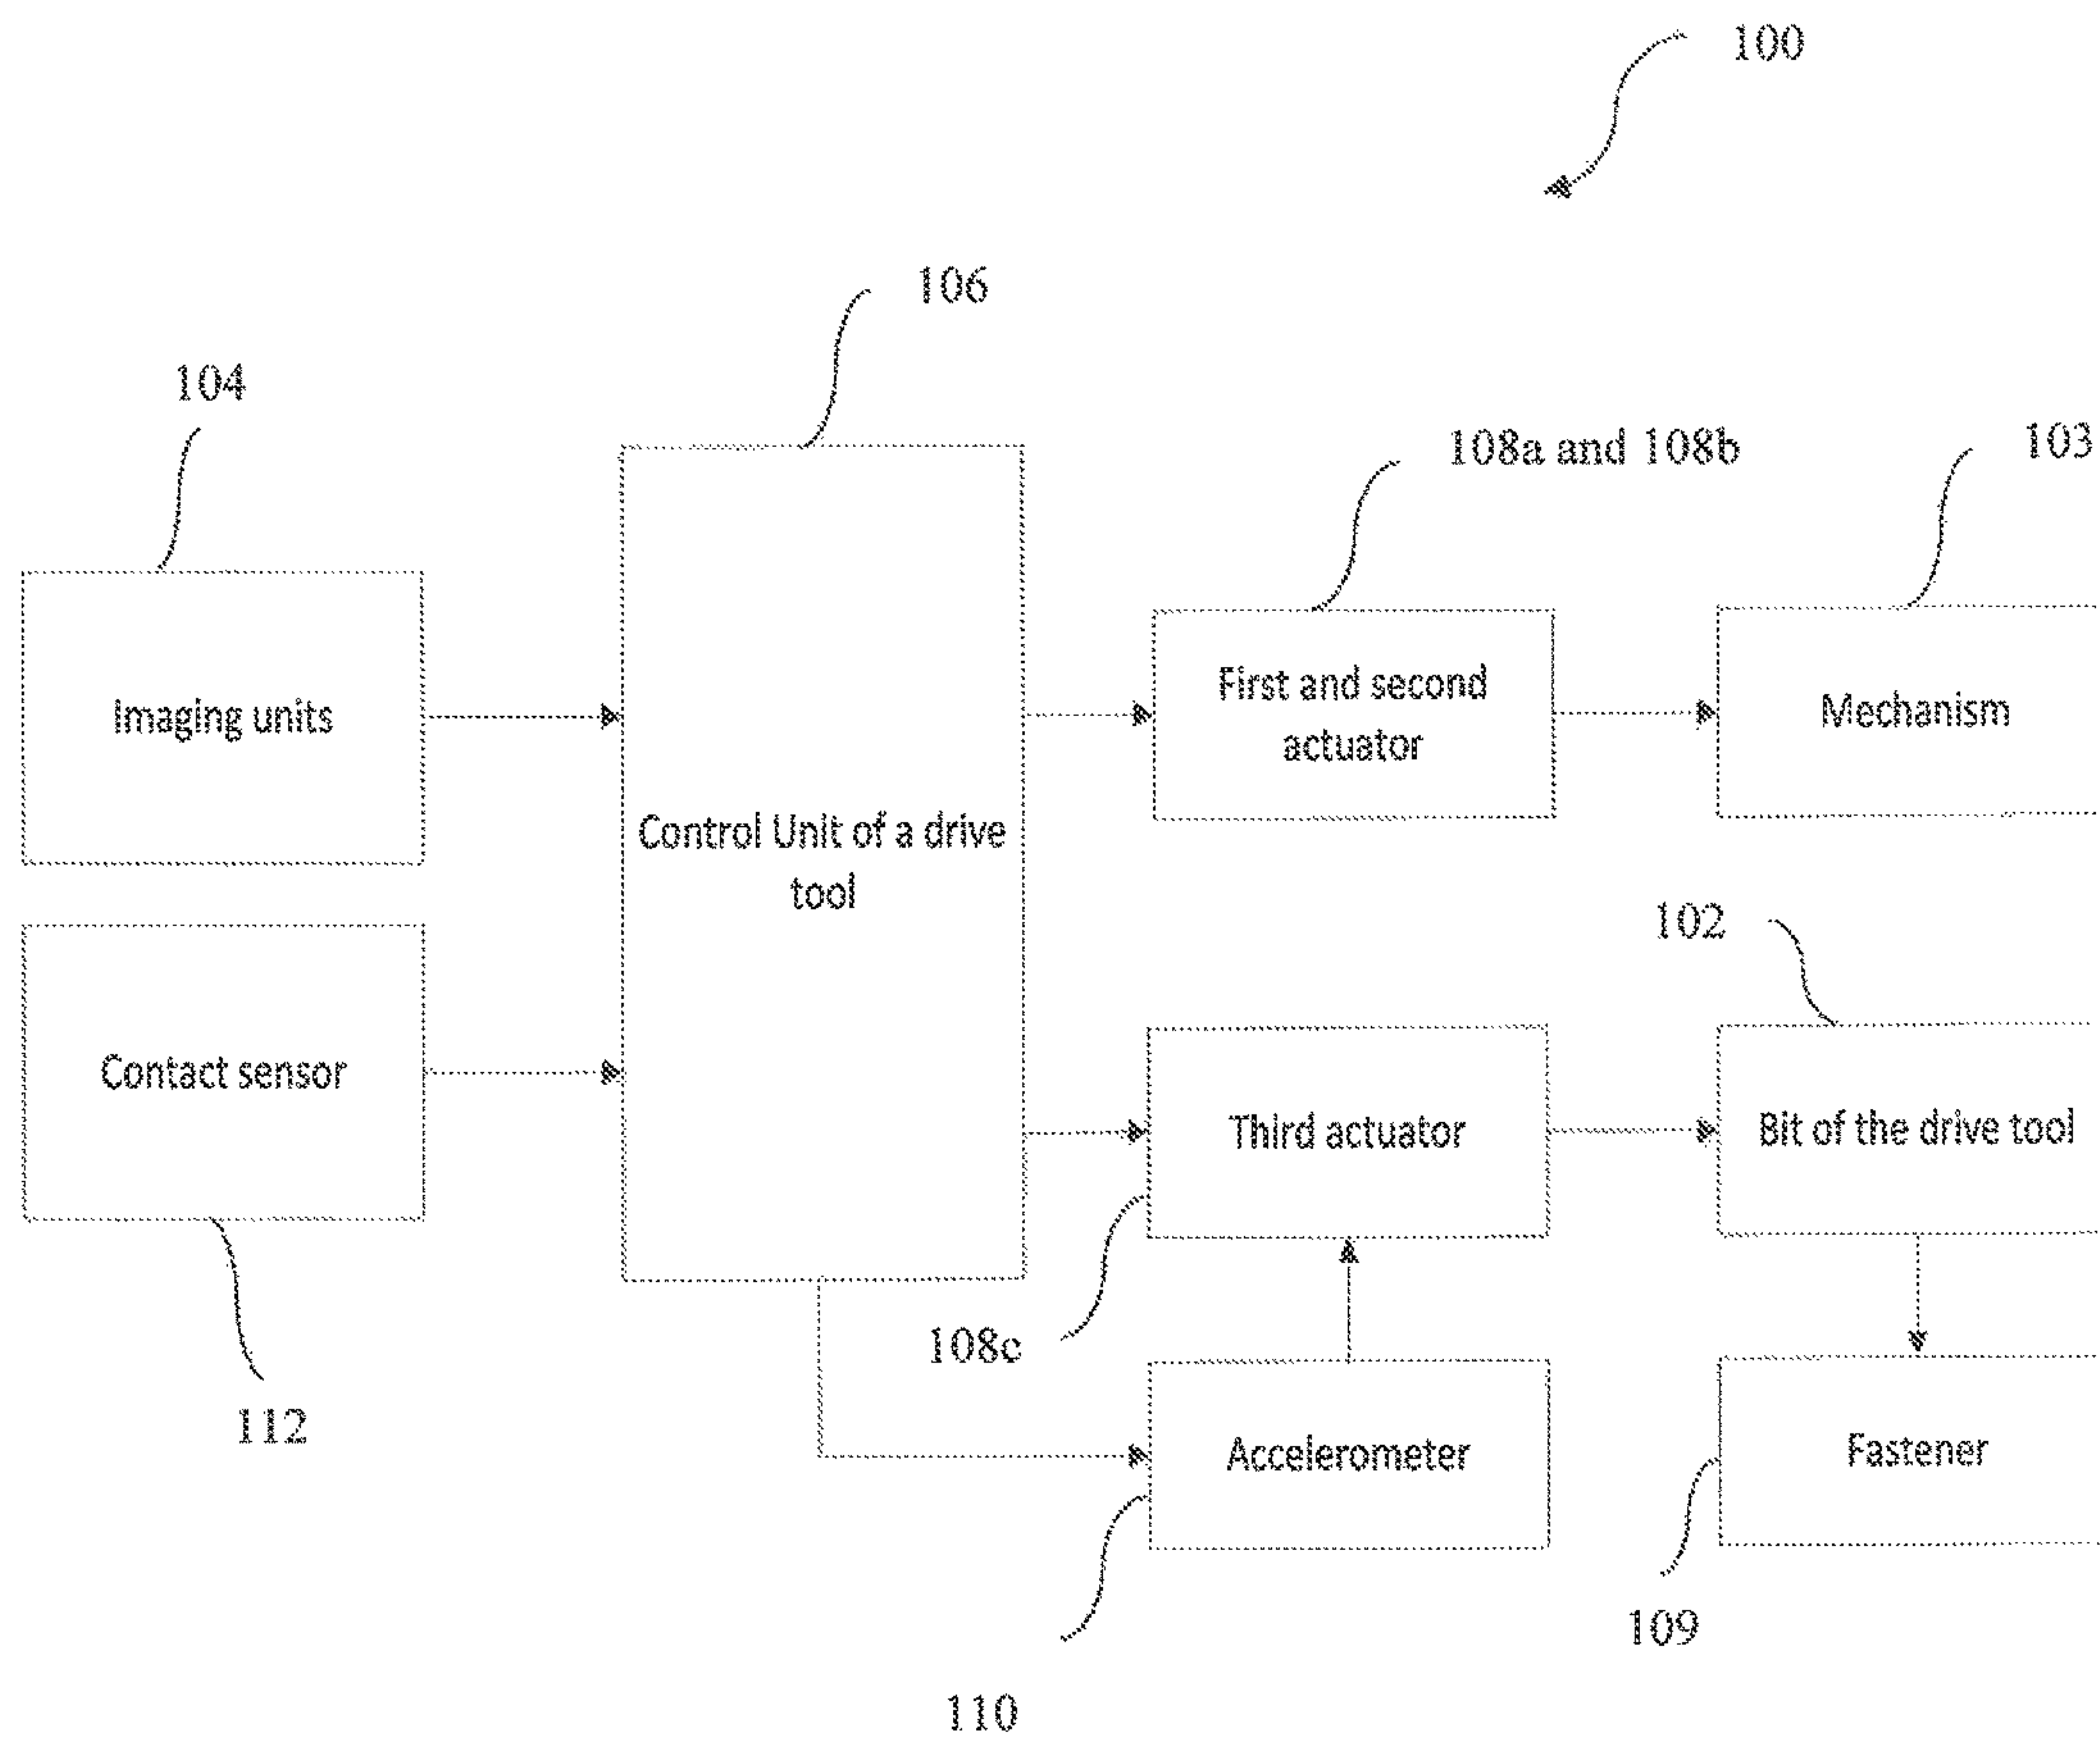 100
106
104
108a and 108b
103
Imaging units
First and second
actuator
Mechanism
Control Unit of a drive
tool
102
Contact sensor
Third actuator
Bit of the drive tool
108c
112
Accelerometer
Fastener
109
110